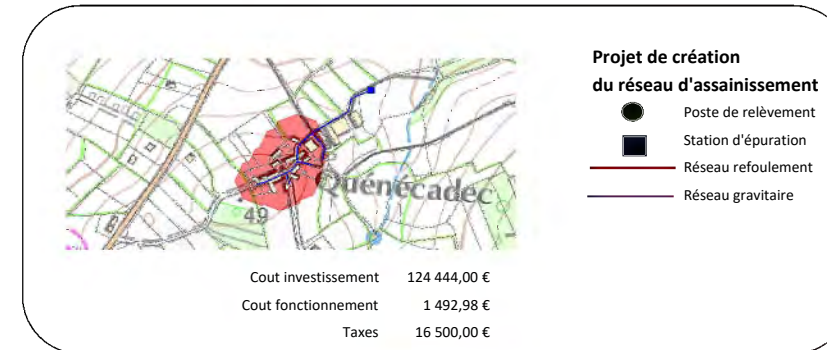 Quénécadec
49
Cout investissement 124 444,00 €
Cout fonctionnement 1 492,98 €
Taxes 16 500,00 €
Projet de création
du réseau d'assainissement
Poste de relèvement
Station d'épuration
Réseau refoulement
Réseau gravitaire